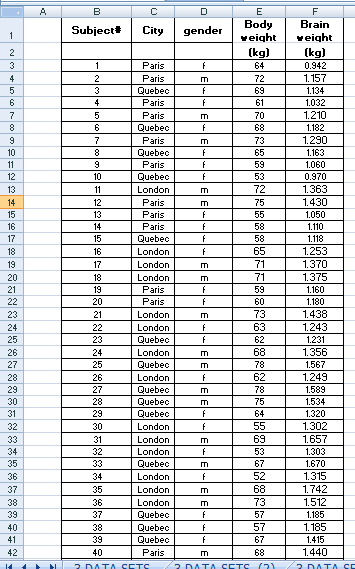 A B C D E F
1 Subject# City gender Body weight Brain weight
2 (kg) (kg)
3 1 Paris f 64 0.942
4 2 Paris m 72 1.157
5 3 Quebec f 69 1.134
6 4 Paris f 61 1.032
7 5 Paris m 70 1.210
8 6 Quebec f 68 1.182
9 7 Paris m 73 1.290
10 8 Quebec f 65 1.163
11 9 Paris f 59 1.060
12 10 Quebec f 53 0.970
13 11 London m 72 1.363
14 12 Paris m 75 1.430
15 13 Paris f 55 1.050
16 14 Paris f 58 1.110
17 15 Quebec f 58 1.118
18 16 London f 65 1.253
19 17 London m 71 1.370
20 18 London m 71 1.375
21 19 Paris f 59 1.160
22 20 Paris f 60 1.180
23 21 London m 73 1.438
24 22 London f 63 1.243
25 23 Quebec f 62 1.231
26 24 London m 68 1.356
27 25 Quebec m 78 1.567
28 26 London f 62 1.249
29 27 Quebec m 78 1.589
30 28 Quebec m 75 1.534
31 29 Quebec f 64 1.320
32 30 London f 55 1.302
33 31 London m 69 1.657
34 32 London f 53 1.303
35 33 Quebec m 67 1.670
36 34 London f 52 1.315
37 35 London m 68 1.742
38 36 London m 73 1.512
39 37 Quebec f 57 1.185
40 38 Quebec f 57 1.185
41 39 Quebec f 67 1.415
42 40 Paris m 68 1.440
3 DATA SETS 3 DATA SETS (2) 3 DATA SETS